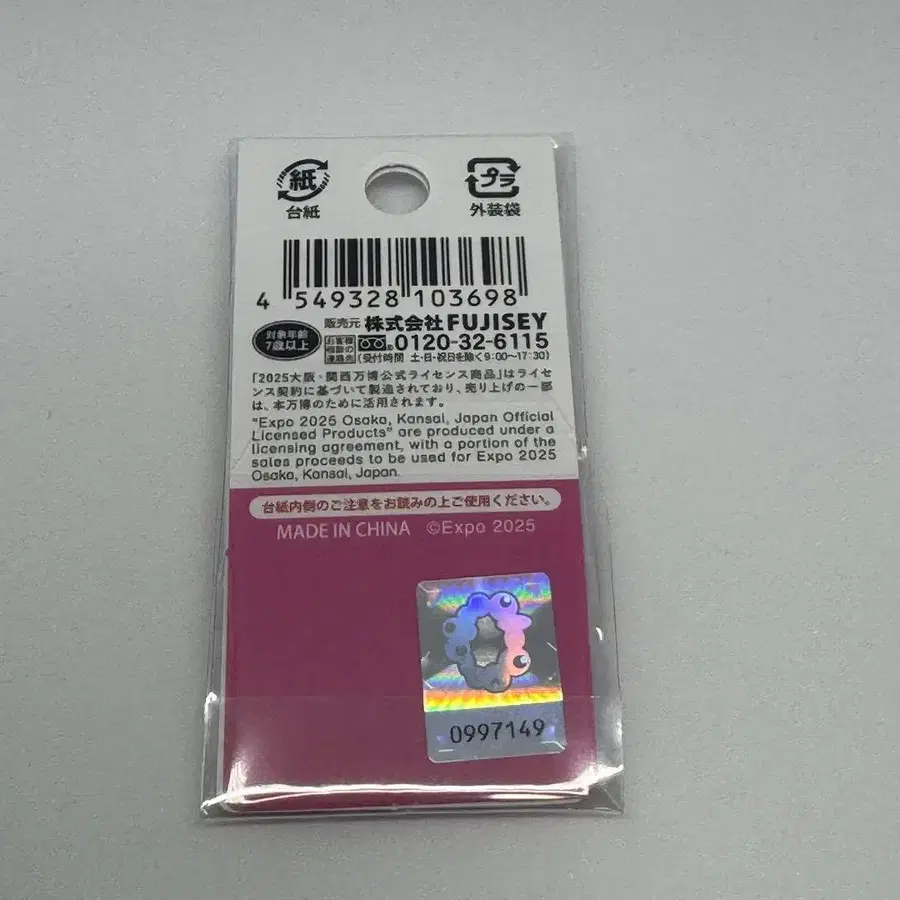 紙 プラ
台紙 外装袋
4 549328 103698
対象年齢 7歳以上
販売元 株式会社FUJISEY
お客様相談の連絡先 0120-32-6115
(受付時間 土・日・祝日を除く9:00〜17:30)
「2025大阪・関西万博公式ライセンス商品」はライセ
ンス契約に基づいて製造されており、売り上げの一部
は、本万博のために活用されます。
"Expo 2025 Osaka, Kansai, Japan Official
Licensed Products" are produced under a
licensing agreement, with a portion of the
sales proceeds to be used for Expo 2025
Osaka, Kansai, Japan.
台紙内側のご注意をお読みの上ご使用ください。
MADE IN CHINA ©Expo 2025
0997149